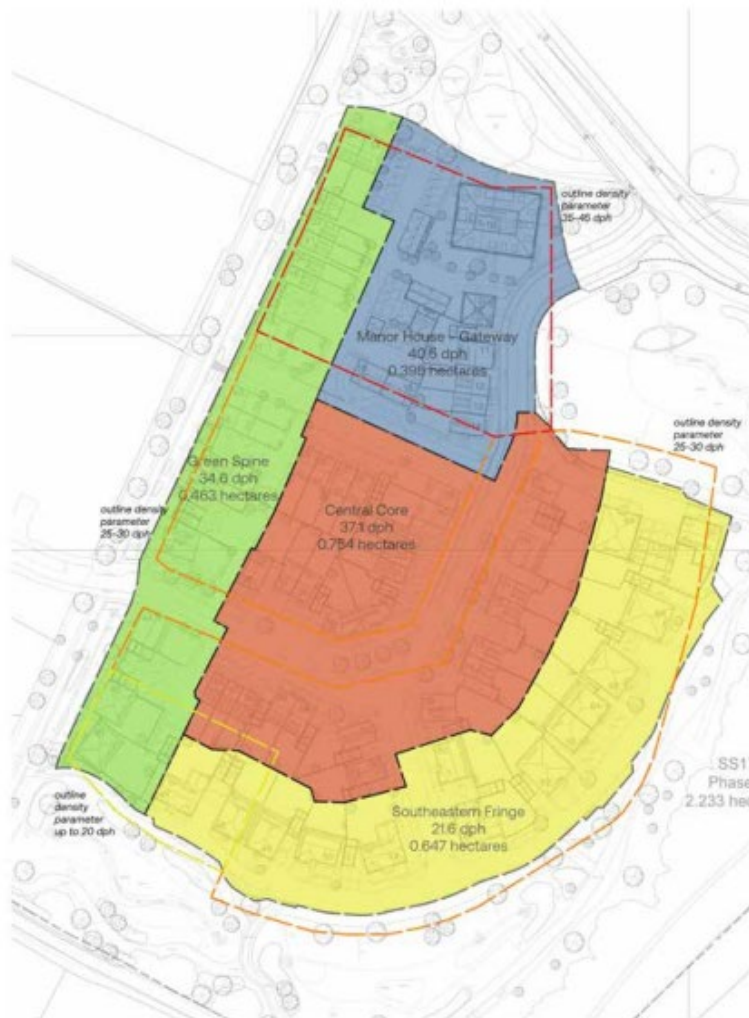 outline density
parameter
35-45 dph
Manor House - Gateway
40.5 dph
0.395 hectares
outline density
parameter
25-30 dph
Green Spine
34.6 dph
0.463 hectares
Central Core
37.1 dph
0.754 hectares
outline density
parameter
25-30 dph
SS1
Phase
2.233 hec
outline
density
parameter
up to 20 dph
Southeastern Fringe
21.6 dph
0.647 hectares